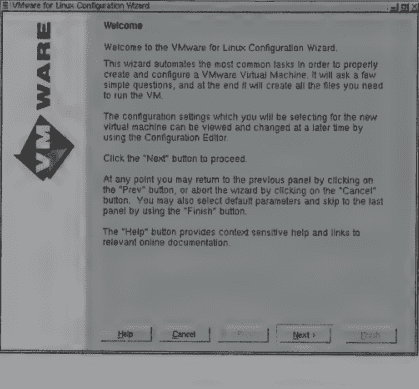 VMware for Linux Configuration Wizard
VMWARE
Welcome
Welcome to the VMware for Linux Configuration Wizard.
This wizard automates the most common tasks in order to properly
create and configure a VMware Virtual Machine. It will ask a few
simple questions, and at the end it will create all the files you need
to run the VM.
The configuration settings which you will be selecting for the new
virtual machine can be viewed and changed at a later time by
using the Configuration Editor.
Click the "Next" button to proceed.
At any point you may return to the previous panel by clicking on
the "Prev" button, or abort the wizard by clicking on the "Cancel"
button. You may also select default parameters and skip to the last
panel by using the "Finish" button.
The "Help" button provides context sensitive help and links to
relevant online documentation.
Help Cancel Next > Finish